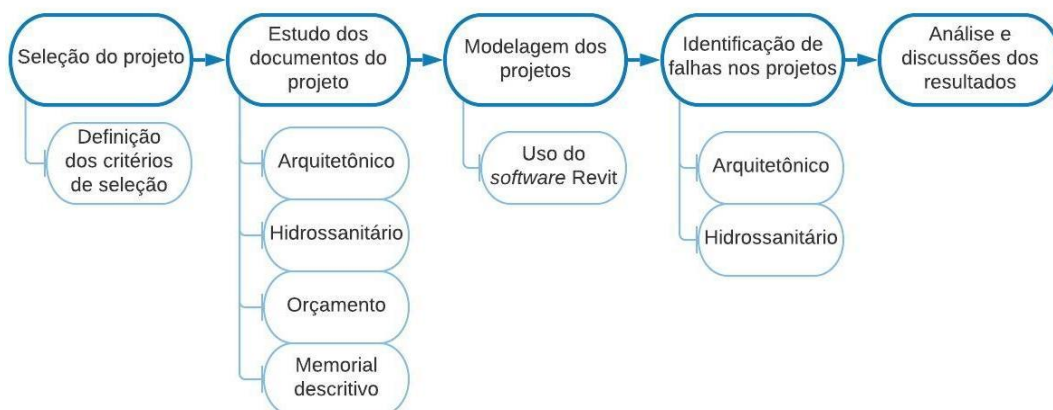 Seleção do projeto
Definição
dos critérios
de seleção
Estudo dos
documentos do
projeto
Arquitetônico
Hidrossanitário
Orçamento
Memorial
descritivo
Modelagem dos
projetos
Uso do
software Revit
Identificação de
falhas nos projetos
Arquitetônico
Hidrossanitário
Análise e
discussões dos
resultados